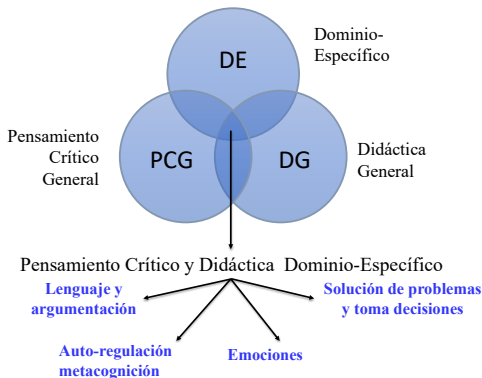 DE
Dominio-
Específico
Pensamiento
Crítico
General
PCG
DG
Didáctica
General
Pensamiento Crítico y Didáctica Dominio-Específico
Lenguaje y
argumentación
Solución de problemas
y toma decisiones
Auto-regulación
metacognición
Emociones